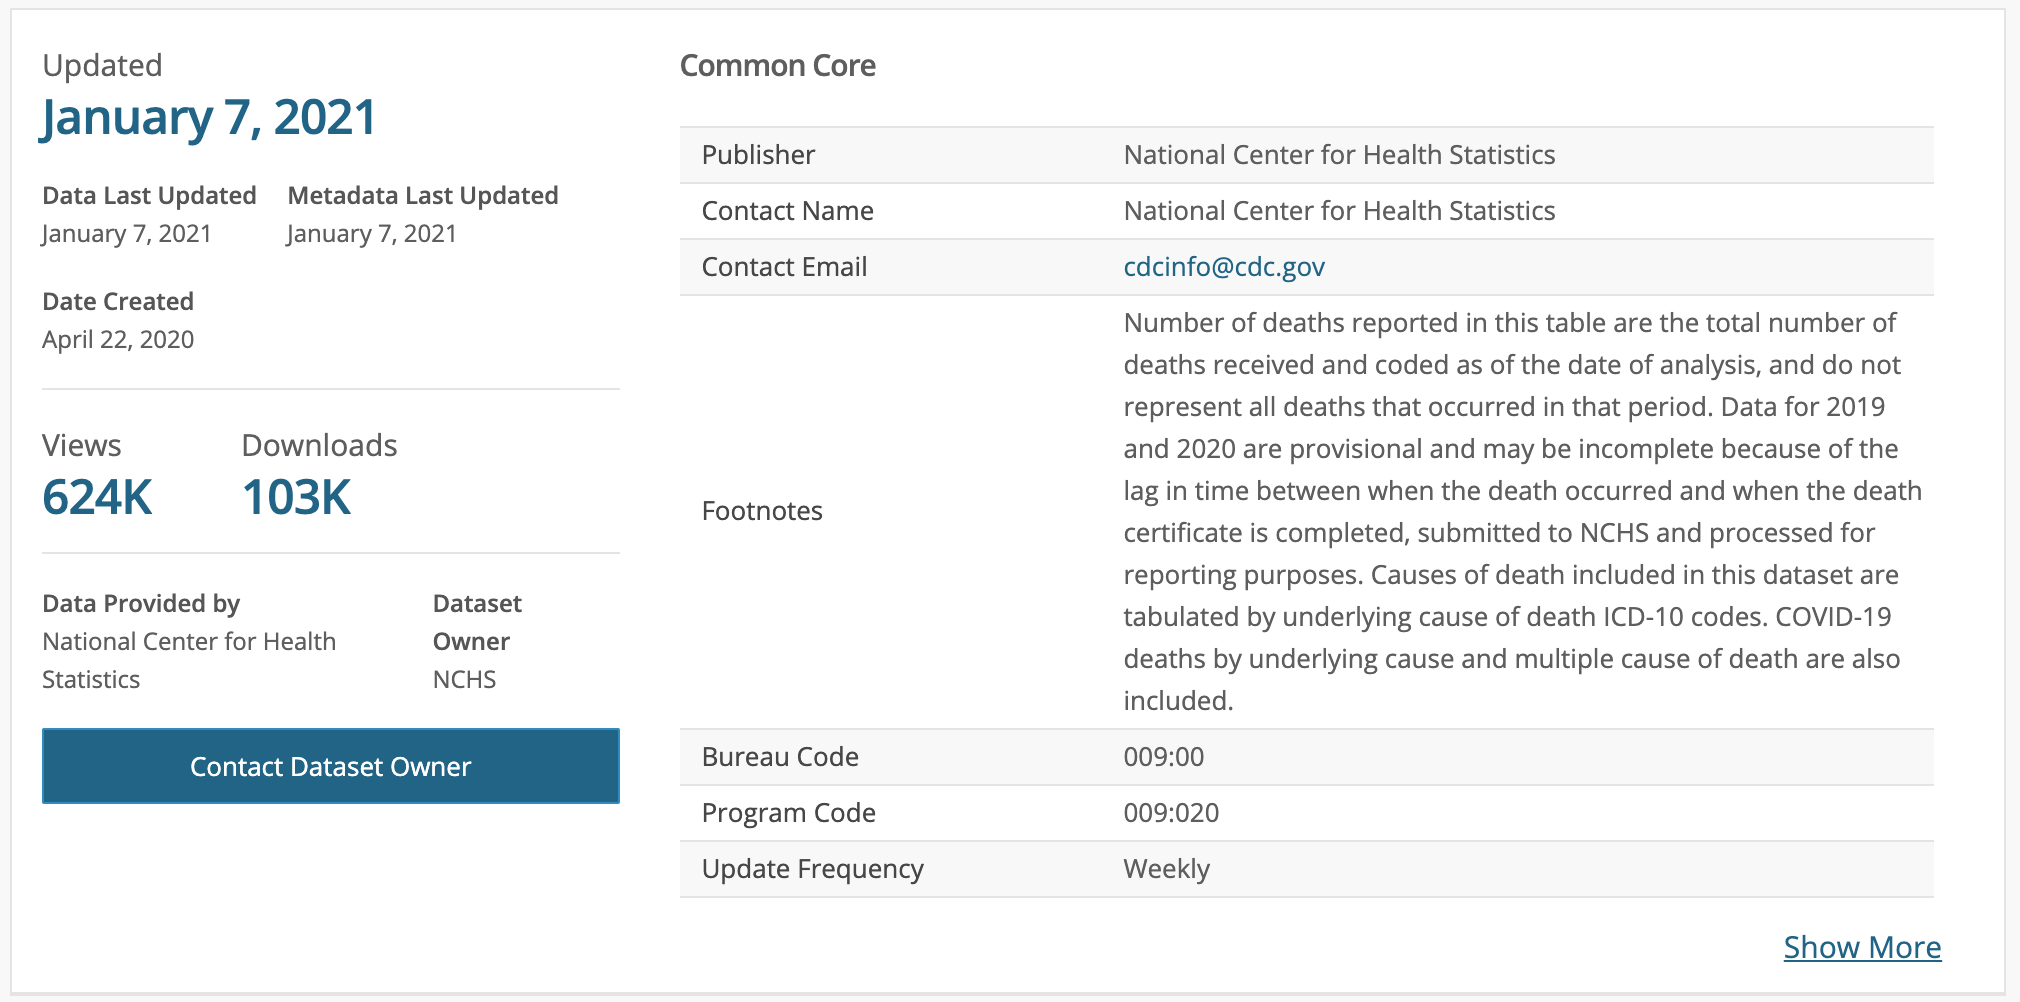 Updated
January 7, 2021
Data Last Updated
January 7, 2021
Metadata Last Updated
January 7, 2021
Date Created
April 22, 2020
Views
624K
Downloads
103K
Data Provided by
National Center for Health
Statistics
Dataset
Owner
NCHS
Contact Dataset Owner
Common Core
Publisher National Center for Health Statistics
Contact Name National Center for Health Statistics
Contact Email cdcinfo@cdc.gov
Footnotes
Number of deaths reported in this table are the total number of
deaths received and coded as of the date of analysis, and do not
represent all deaths that occurred in that period. Data for 2019
and 2020 are provisional and may be incomplete because of the
lag in time between when the death occurred and when the death
certificate is completed, submitted to NCHS and processed for
reporting purposes. Causes of death included in this dataset are
tabulated by underlying cause of death ICD-10 codes. COVID-19
deaths by underlying cause and multiple cause of death are also
included.
Bureau Code 009:00
Program Code 009:020
Update Frequency Weekly
Show More